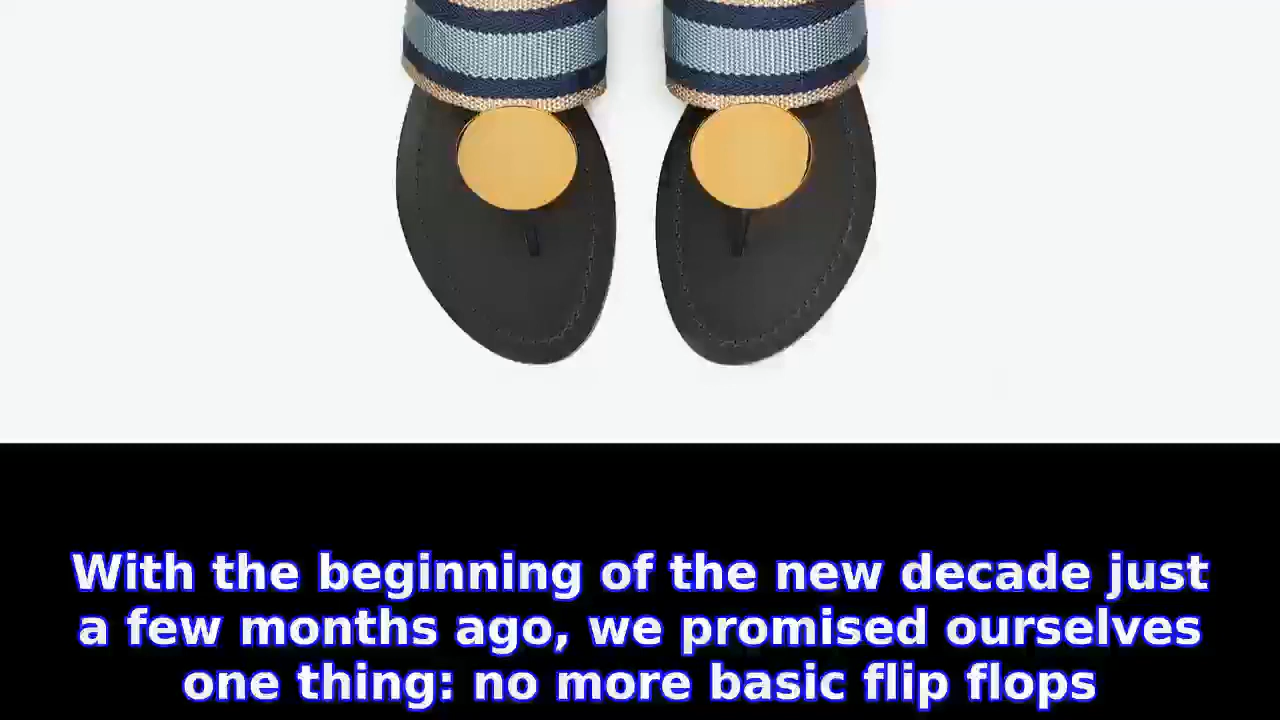 With the beginning of the new decade just
a few months ago, we promised ourselves
one thing: no more basic flip flops